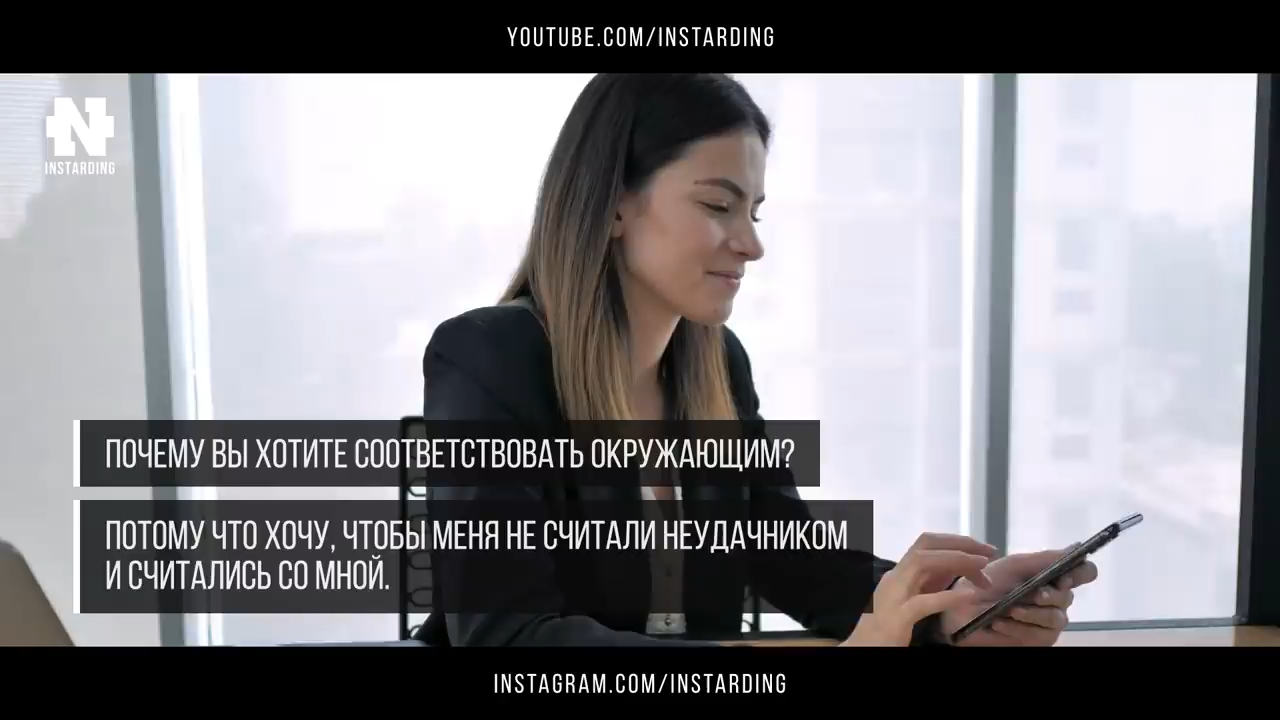 YOUTUBE.COM/INSTARDING
N
INSTARDING
ПОЧЕМУ ВЫ ХОТИТЕ СООТВЕТСТВОВАТЬ ОКРУЖАЮЩИМ?
ПОТОМУ ЧТО ХОЧУ, ЧТОБЫ МЕНЯ НЕ СЧИТАЛИ НЕУДАЧНИКОМ
И СЧИТАЛИСЬ СО МНОЙ.
INSTAGRAM.COM/INSTARDING